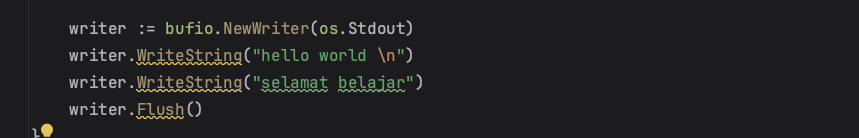 writer := bufio.NewWriter(os.Stdout)
writer.WriteString("hello world \n")
writer.WriteString("selamat belajar")
writer.Flush()
}